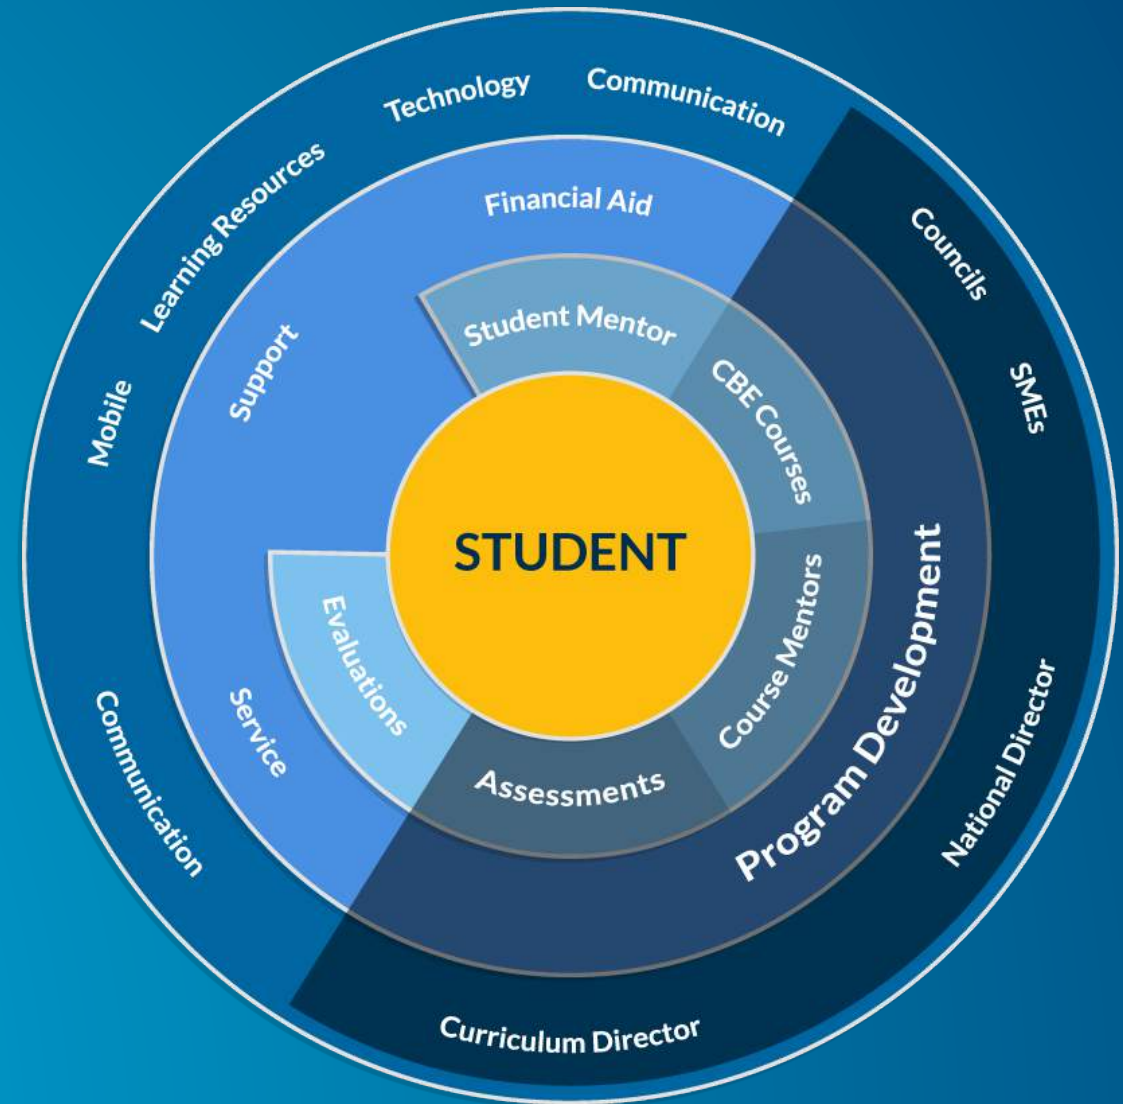 Technology
Communication
Learning Resources
Mobile
Communication
Councils
SMEs
National Director
Curriculum Director
Financial Aid
Support
Service
Program Development
Student Mentor
CBE Courses
Course Mentors
Assessments
Evaluations
STUDENT